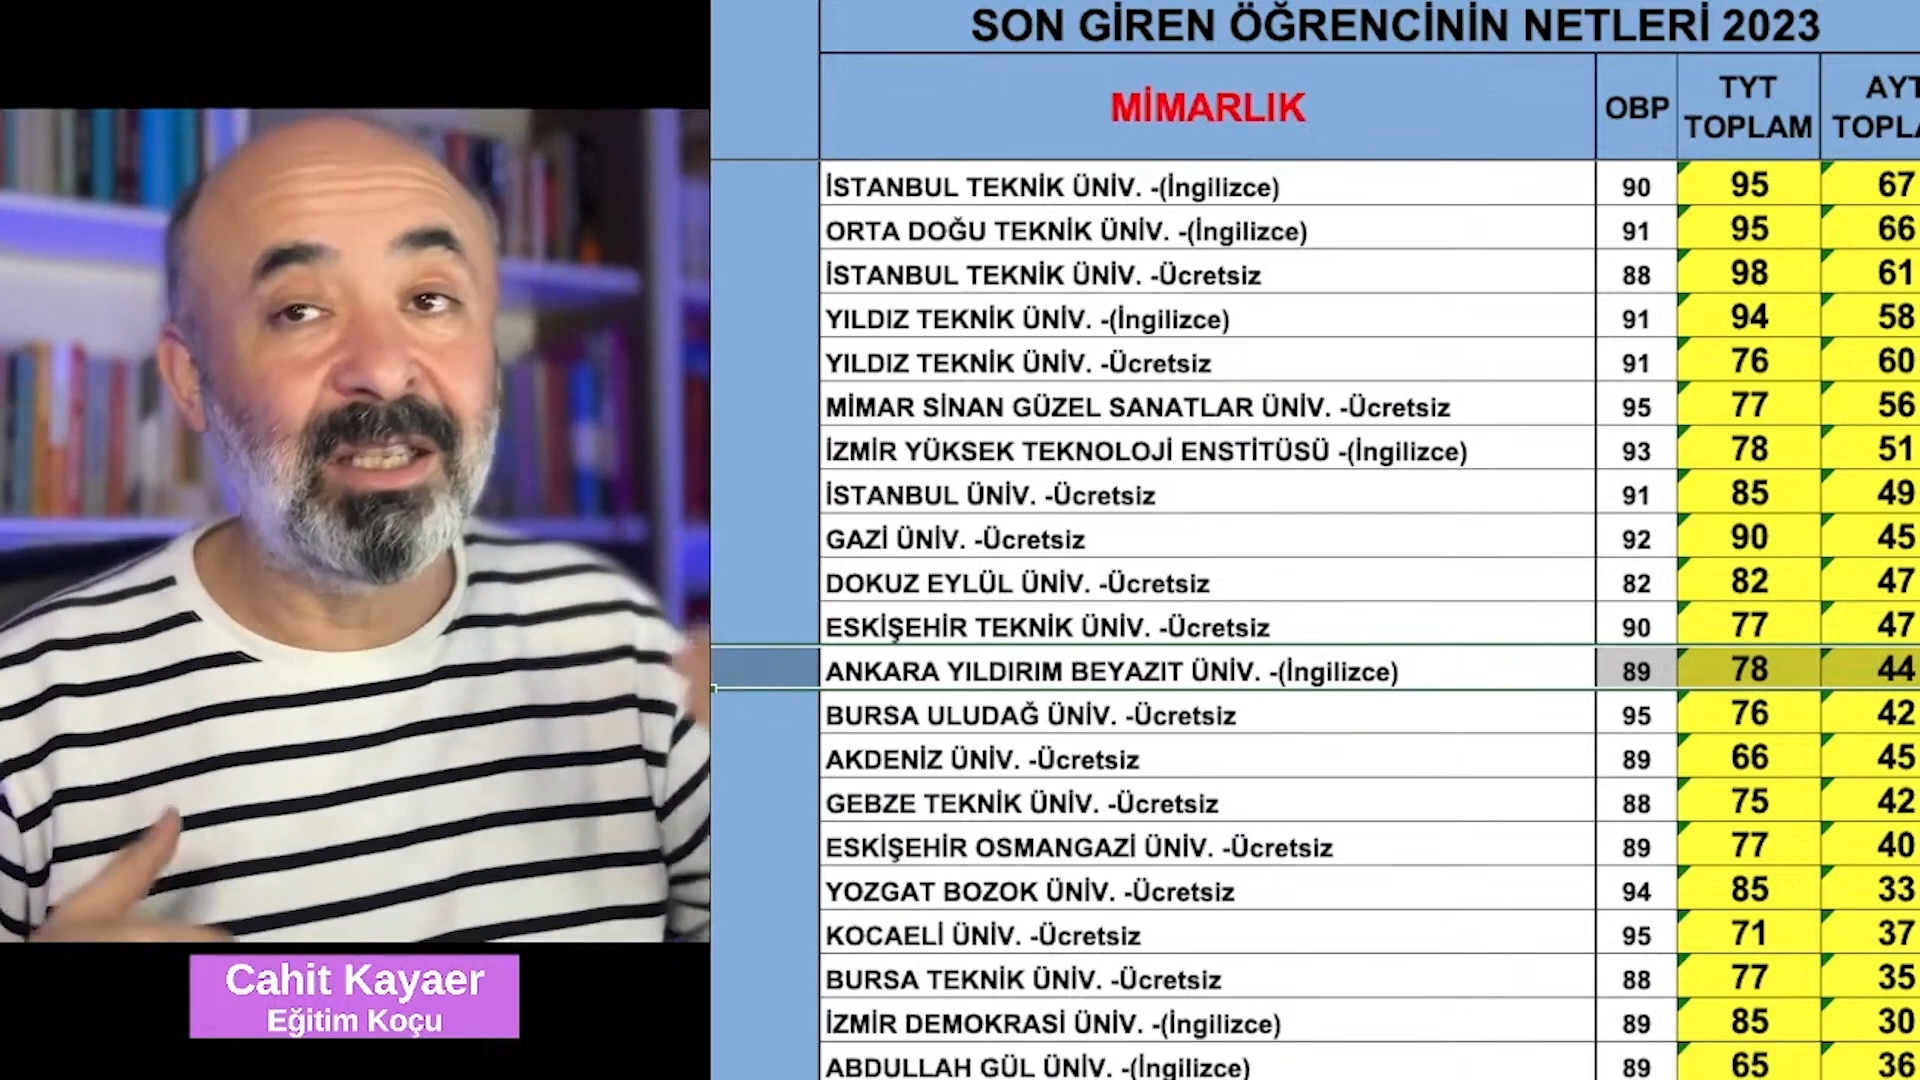 SON GİREN ÖĞRENCİNİN NETLERİ 2023
MİMARLIK OBP TYT TOPLAM AYT
İSTANBUL TEKNİK ÜNİV. -(İngilizce) 90 95 67
ORTA DOĞU TEKNİK ÜNİV. -(İngilizce) 91 95 66
İSTANBUL TEKNİK ÜNİV. -Ücretsiz 88 98 61
YILDIZ TEKNİK ÜNİV. -(İngilizce) 91 94 58
YILDIZ TEKNİK ÜNİV. -Ücretsiz 91 76 60
MİMAR SİNAN GÜZEL SANATLAR ÜNİV. -Ücretsiz 95 77 56
İZMİR YÜKSEK TEKNOLOJİ ENSTİTÜSÜ -(İngilizce) 93 78 51
İSTANBUL ÜNİV. -Ücretsiz 91 85 49
GAZİ ÜNİV. -Ücretsiz 92 90 45
DOKUZ EYLÜL ÜNİV. -Ücretsiz 82 82 47
ESKİŞEHİR TEKNİK ÜNİV. -Ücretsiz 90 77 47
ANKARA YILDIRIM BEYAZIT ÜNİV. -(İngilizce) 89 78 44
BURSA ULUDAĞ ÜNİV. -Ücretsiz 95 76 42
AKDENİZ ÜNİV. -Ücretsiz 89 66 45
GEBZE TEKNİK ÜNİV. -Ücretsiz 88 75 42
ESKİŞEHİR OSMANGAZİ ÜNİV. -Ücretsiz 89 77 40
YOZGAT BOZOK ÜNİV. -Ücretsiz 94 85 33
KOCAELİ ÜNİV. -Ücretsiz 95 71 37
BURSA TEKNİK ÜNİV. -Ücretsiz 88 77 35
İZMİR DEMOKRASİ ÜNİV. -(İngilizce) 89 85 30
ABDULLAH GÜL ÜNİV. -(İngilizce) 89 65 36
Cahit Kayaer
Eğitim Koçu